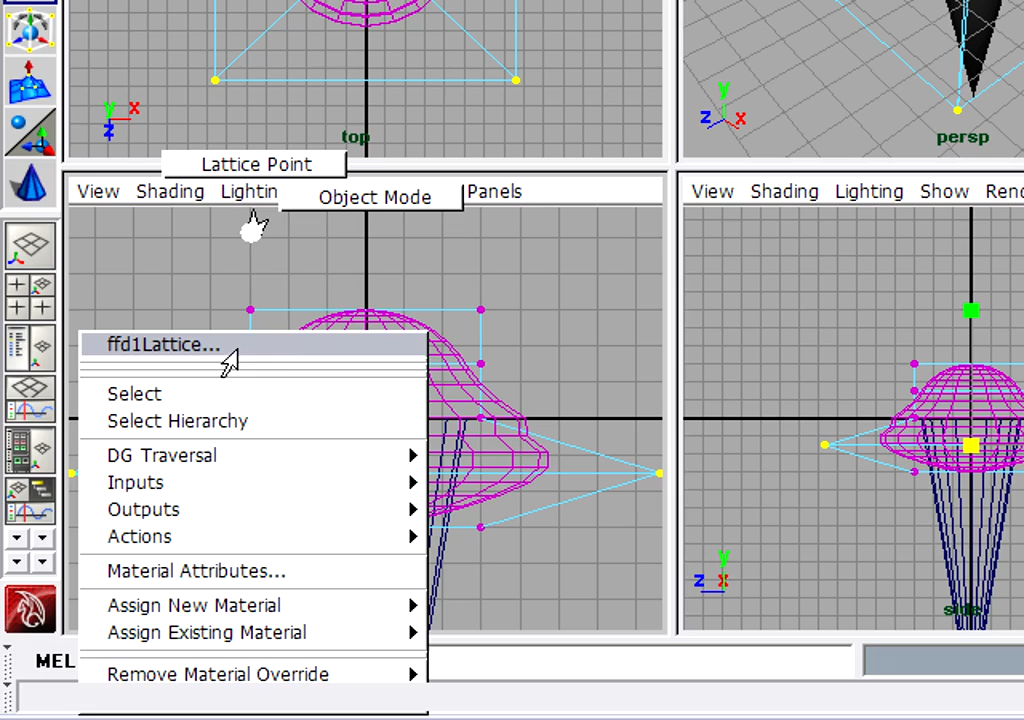 y x
z
top
y
z x
persp
Lattice Point
View Shading Lightin
Object Mode
Panels
View Shading Lighting Show Ren
ffd1Lattice...
Select
Select Hierarchy
DG Traversal
Inputs
Outputs
Actions
Material Attributes...
Assign New Material
Assign Existing Material
Remove Material Override
y
z x
side
MEL